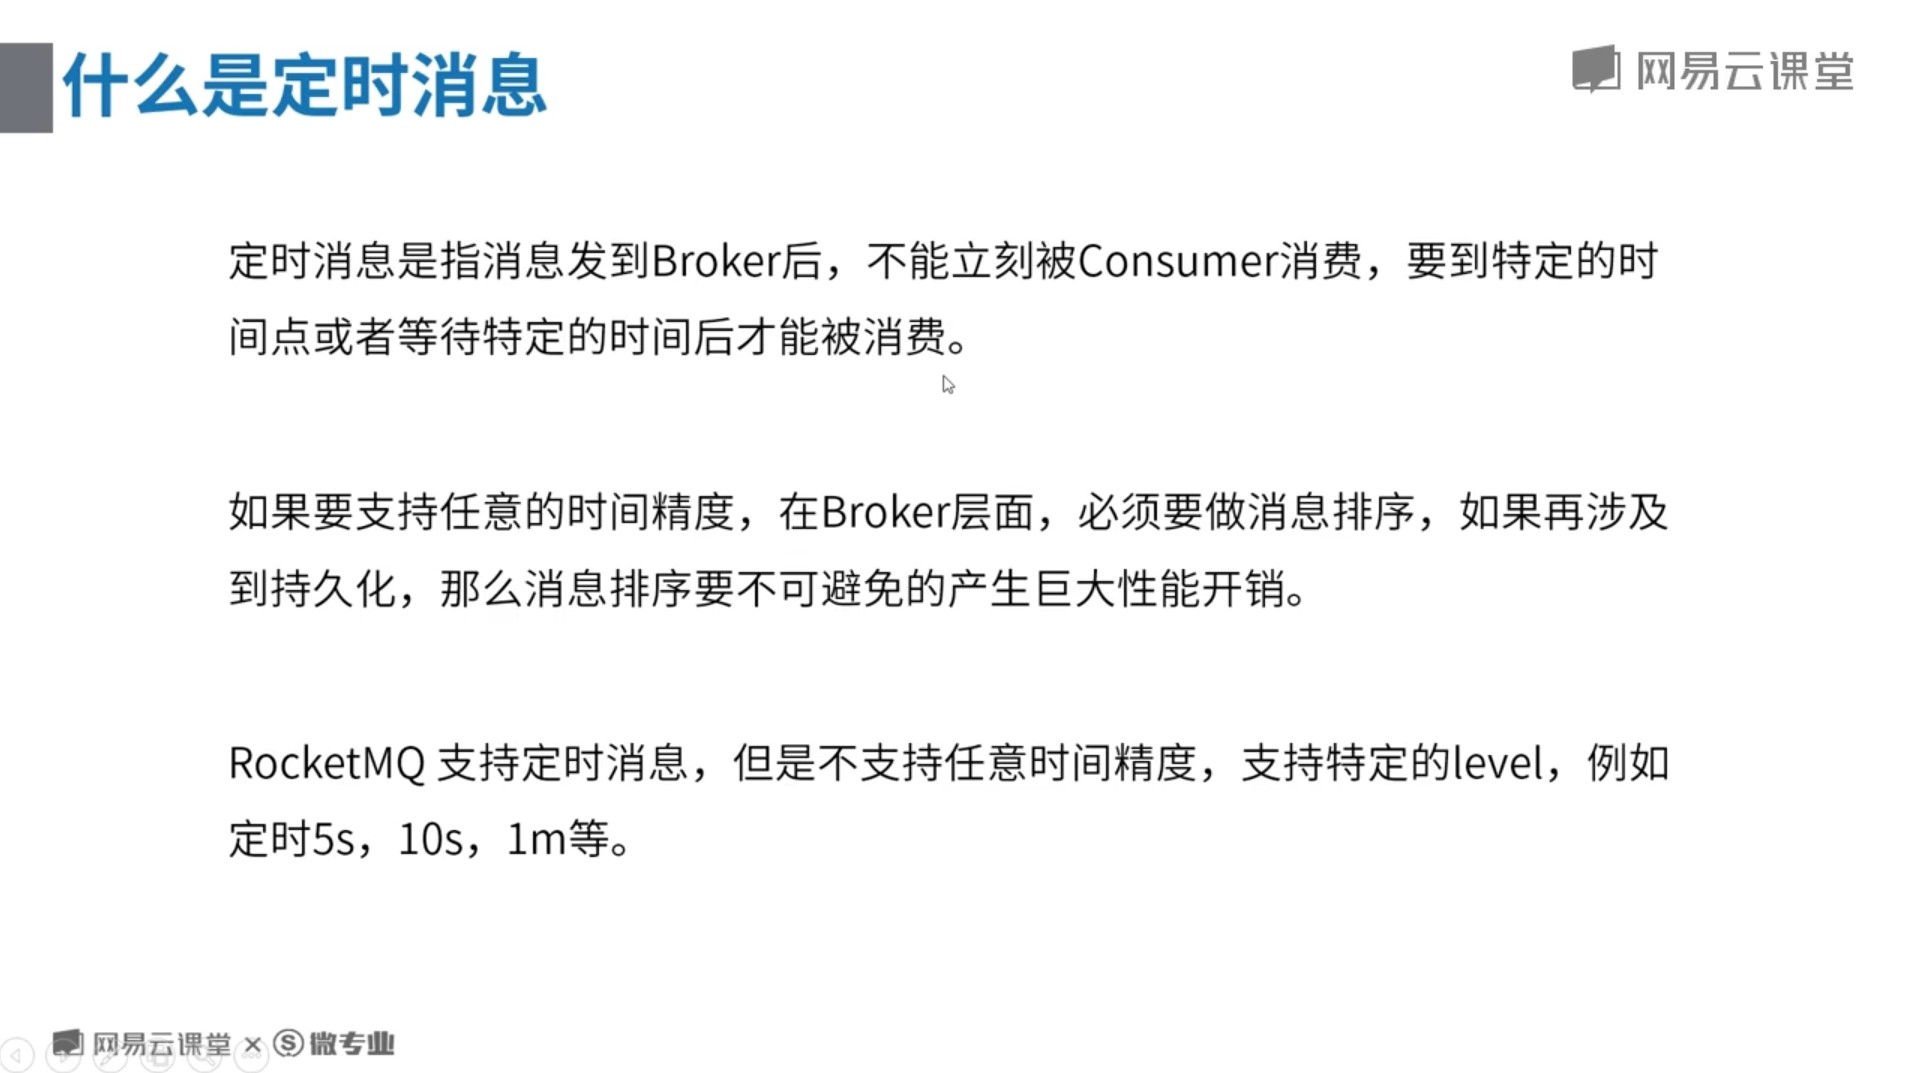 什么是定时消息
网易云课堂
定时消息是指消息发到Broker后，不能立刻被Consumer消费，要到特定的时
间点或者等待特定的时间后才能被消费。
如果要支持任意的时间精度，在Broker层面，必须要做消息排序，如果再涉及
到持久化，那么消息排序要不可避免的产生巨大性能开销。
RocketMQ 支持定时消息，但是不支持任意时间精度，支持特定的level，例如
定时5s，10s，1m等。
网易云课堂 × 微专业